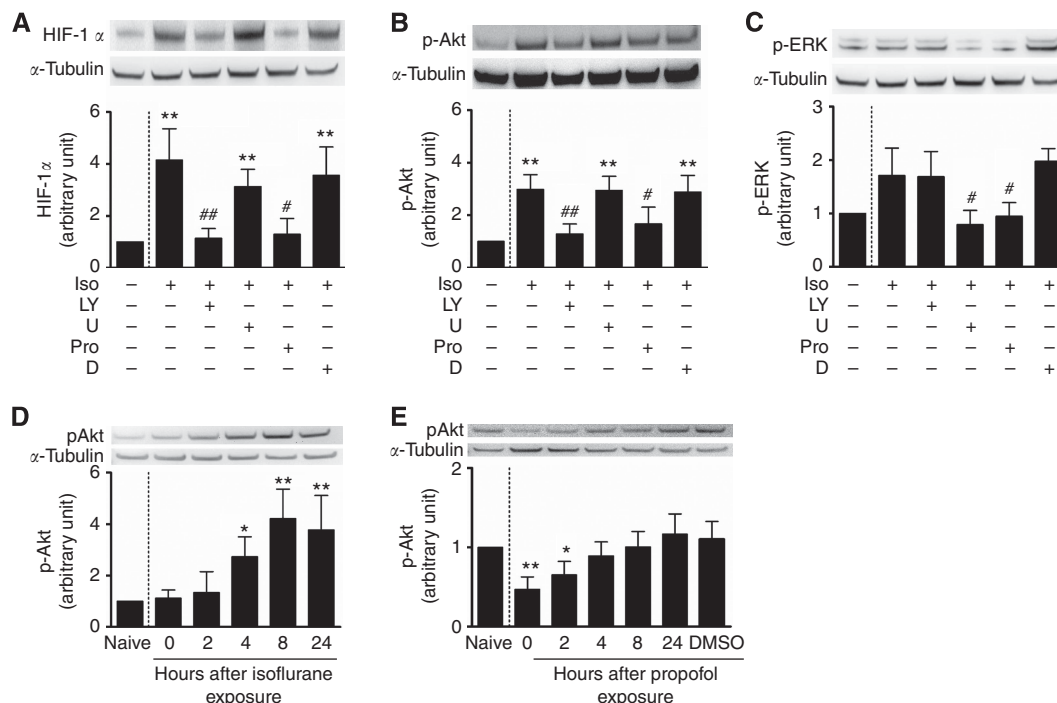 A
HIF-1 α
α-Tubulin
HIF-1α
(arbitrary unit)
6
4
2
0
** ## ** # **
Iso − + + + + +
LY − − + − − −
U − − − + − −
Pro − − − − + −
D − − − − − +
B
p-Akt
α-Tubulin
p-Akt
(arbitrary unit)
6
4
2
0
** ## ** # **
Iso − + + + + +
LY − − + − − −
U − − − + − −
Pro − − − − + −
D − − − − − +
C
p-ERK
α-Tubulin
p-ERK
(arbitrary unit)
3
2
1
0
# #
Iso − + + + + +
LY − − + − − −
U − − − + − −
Pro − − − − + −
D − − − − − +
D
pAkt
α-Tubulin
p-Akt
(arbitrary unit)
6
4
2
0
* ** **
Naive 0 2 4 8 24
Hours after isoflurane
exposure
E
pAkt
α-Tubulin
p-Akt
(arbitrary unit)
2
1
0
** *
Naive 0 2 4 8 24 DMSO
Hours after propofol
exposure